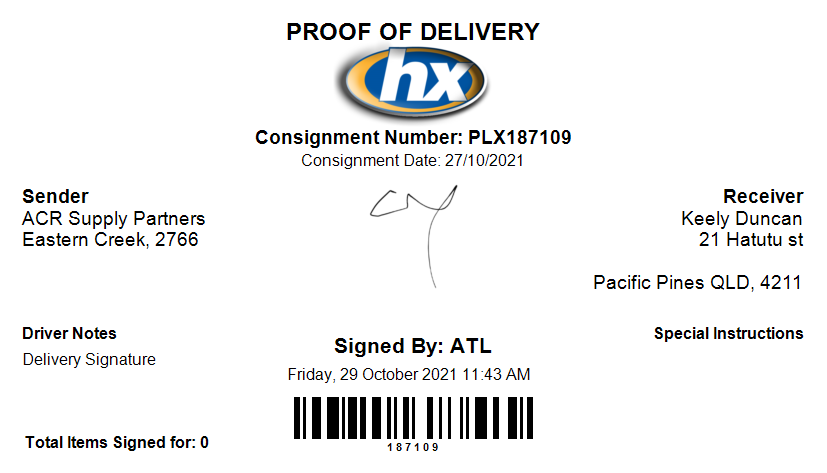 PROOF OF DELIVERY
hx
Consignment Number: PLX187109
Consignment Date: 27/10/2021
Sender
ACR Supply Partners
Eastern Creek, 2766
Receiver
Keely Duncan
21 Hatutu st
Pacific Pines QLD, 4211
Driver Notes
Delivery Signature
Signed By: ATL
Friday, 29 October 2021 11:43 AM
Special Instructions
Total Items Signed for: 0
187109